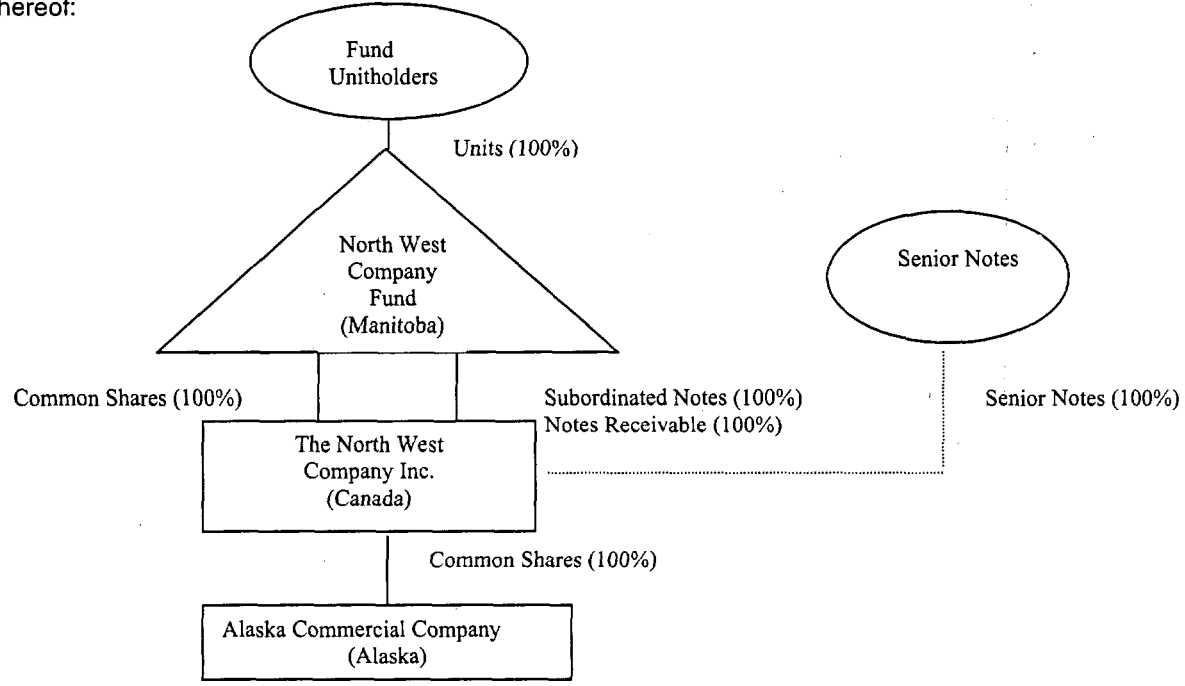 hereof:
Fund
Unitholders
Units (100%)
North West
Company
Fund
(Manitoba)
Senior Notes
Common Shares (100%)
Subordinated Notes (100%)
Notes Receivable (100%)
Senior Notes (100%)
The North West
Company Inc.
(Canada)
Common Shares (100%)
Alaska Commercial Company
(Alaska)